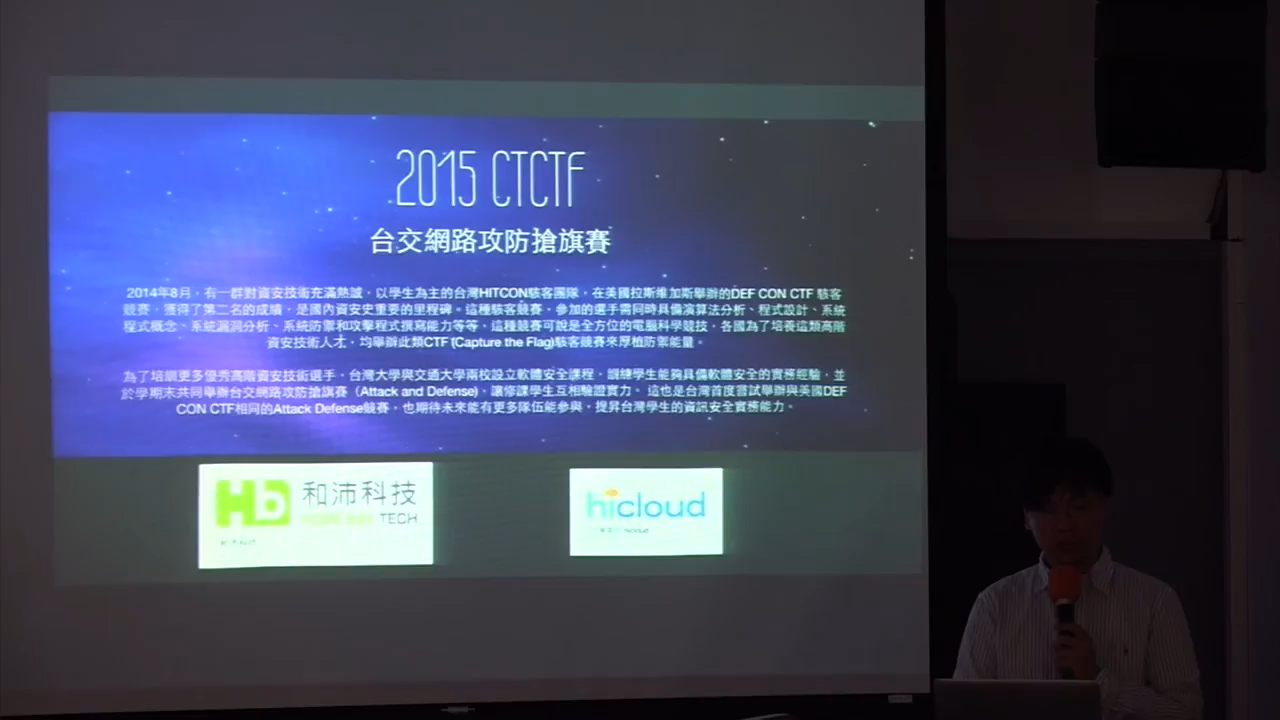 2015 CTCTF
台交網路攻防搶旗賽
2014年8月，有一群對資安技術充滿熱誠，以學生為主的台灣HITCON駭客團隊，在美國拉斯維加斯舉辦的DEF CON CTF 駭客
競賽，獲得了第二名的成績，是國內資安史重要的里程碑。這種駭客競賽，參加的選手需同時具備演算法分析、程式設計、系統
程式概念、系統漏洞分析、系統防禦和攻擊程式撰寫能力等等，這種競賽可說是全方位的電腦科學競技，各國為了培養這類高階
資安技術人才，均舉辦此類CTF (Capture the Flag)駭客競賽來厚植防禦能量。
為了培訓更多優秀高階資安技術選手，台灣大學與交通大學兩校設立軟體安全課程，訓練學生能夠具備軟體安全的實務經驗，並
於學期末共同舉辦台交網路攻防搶旗賽（Attack and Defense)，讓修課學生互相驗證實力。 這也是台灣首度嘗試舉辦與美國DEF
CON CTF相同的Attack Defense競賽，也期待未來能有更多隊伍能參與，提昇台灣學生的資訊安全實務能力。
Hb 和沛科技
TECH
hicloud